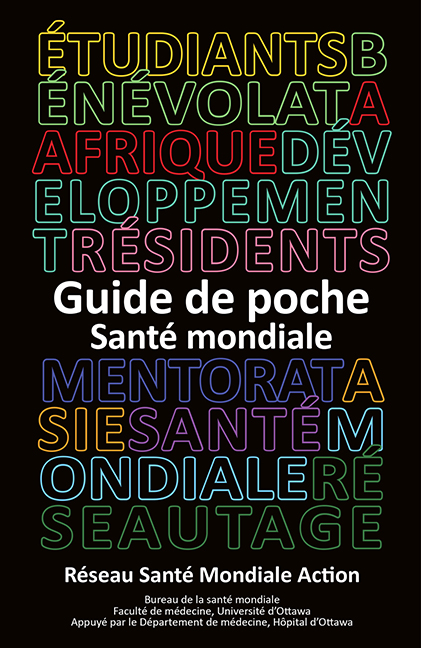 ÉTUDIANTSB
ÉNÉVOLATA
AFRIQUEDÉV
ELOPPEMEN
TRÉSIDENTS
Guide de poche
Santé mondiale
MENTORATA
SIESANTÉM
ONDIALERÉ
SEAUTAGE
Réseau Santé Mondiale Action
Bureau de la santé mondiale
Faculté de médecine, Université d'Ottawa
Appuyé par le Département de médecine, Hôpital d'Ottawa